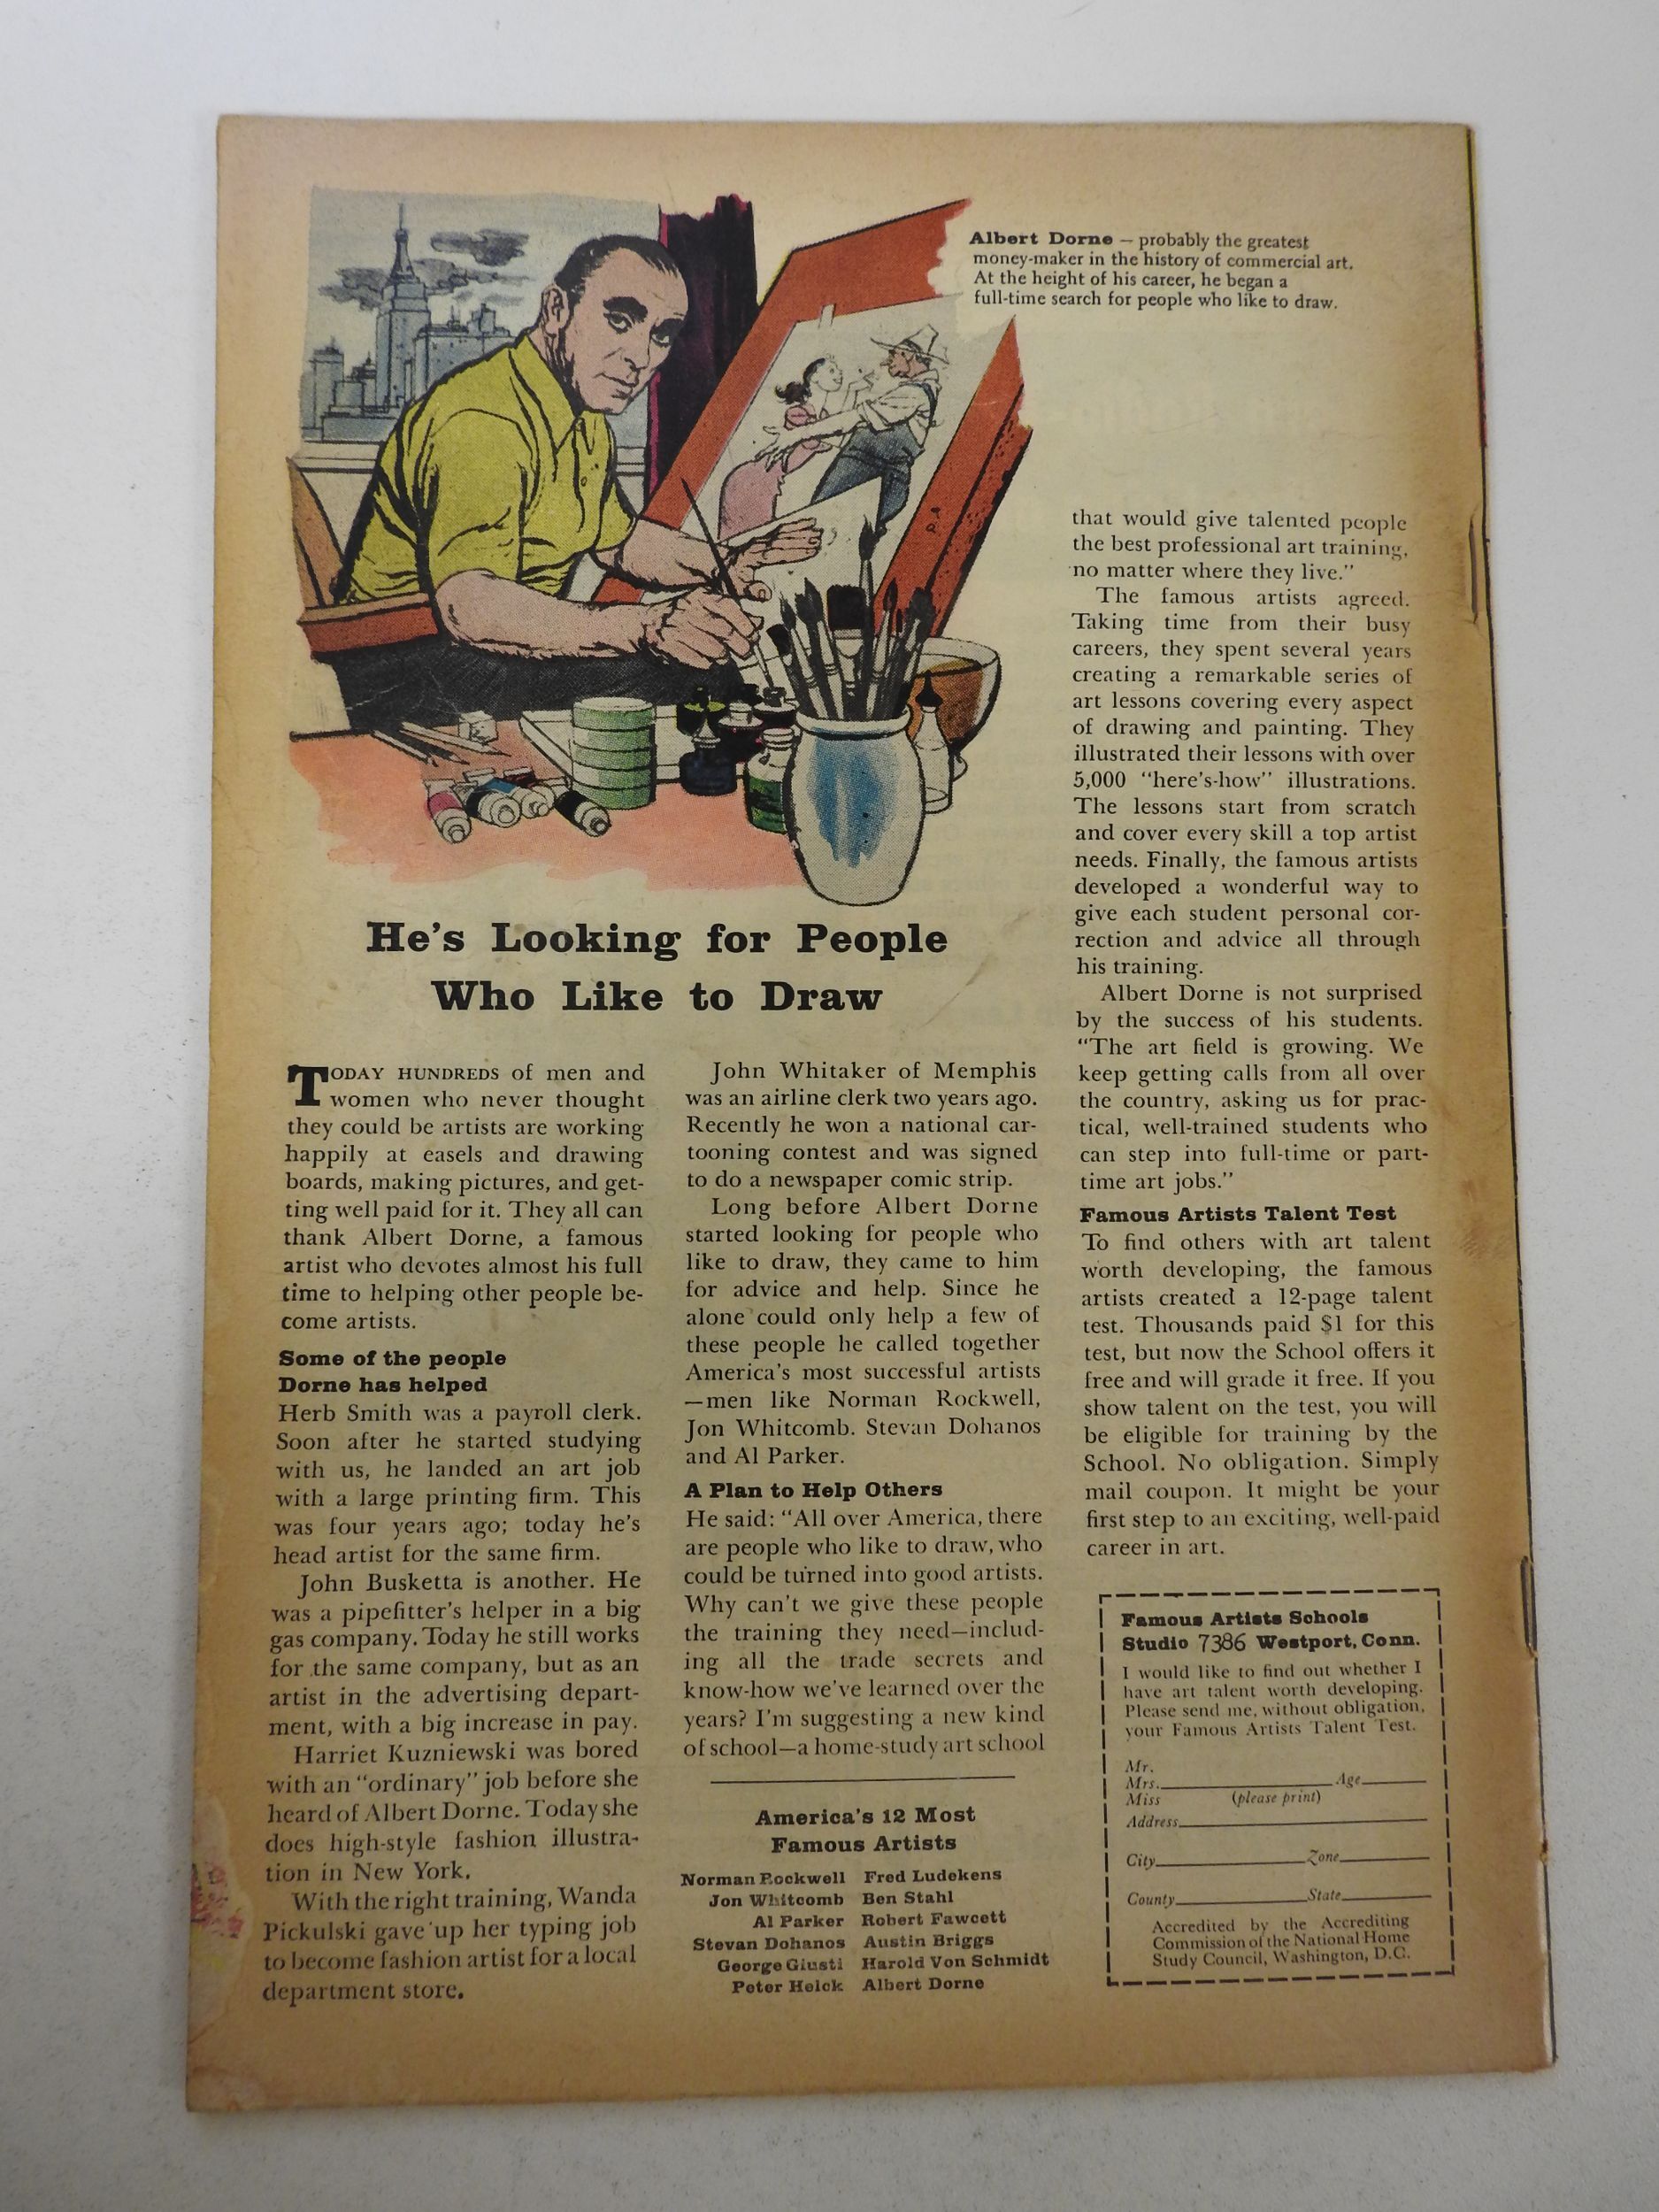 Albert Dorne — probably the greatest
money-maker in the history of commercial art.
At the height of his career, he began a
full-time search for people who like to draw.
He's Looking for People
Who Like to Draw
TODAY HUNDREDS of men and
women who never thought
they could be artists are working
happily at easels and drawing
boards, making pictures, and get-
ting well paid for it. They all can
thank Albert Dorne, a famous
artist who devotes almost his full
time to helping other people be-
come artists.
Some of the people
Dorne has helped
Herb Smith was a payroll clerk.
Soon after he started studying
with us, he landed an art job
with a large printing firm. This
was four years ago; today he's
head artist for the same firm.
John Busketta is another. He
was a pipefitter's helper in a big
gas company. Today he still works
for the same company, but as an
artist in the advertising depart-
ment, with a big increase in pay.
Harriet Kuzniewski was bored
with an "ordinary" job before she
heard of Albert Dorne. Today she
does high-style fashion illustra-
tion in New York.
With the right training, Wanda
Pickulski gave up her typing job
to become fashion artist for a local
department store.
John Whitaker of Memphis
was an airline clerk two years ago.
Recently he won a national car-
tooning contest and was signed
to do a newspaper comic strip.
Long before Albert Dorne
started looking for people who
like to draw, they came to him
for advice and help. Since he
alone could only help a few of
these people he called together
America's most successful artists
—men like Norman Rockwell,
Jon Whitcomb. Stevan Dohanos
and Al Parker.
A Plan to Help Others
He said: "All over America, there
are people who like to draw, who
could be turned into good artists.
Why can't we give these people
the training they need—includ-
ing all the trade secrets and
know-how we've learned over the
years? I'm suggesting a new kind
of school—a home-study art school
America's 12 Most
Famous Artists
Norman Rockwell Fred Ludekens
Jon Whitcomb Ben Stahl
Al Parker Robert Fawcett
Stevan Dohanos Austin Briggs
George Giusti Harold Von Schmidt
Peter Helck Albert Dorne
that would give talented people
the best professional art training,
no matter where they live."
The famous artists agreed.
Taking time from their busy
careers, they spent several years
creating a remarkable series of
art lessons covering every aspect
of drawing and painting. They
illustrated their lessons with over
5,000 "here's-how" illustrations.
The lessons start from scratch
and cover every skill a top artist
needs. Finally, the famous artists
developed a wonderful way to
give each student personal cor-
rection and advice all through
his training.
Albert Dorne is not surprised
by the success of his students.
"The art field is growing. We
keep getting calls from all over
the country, asking us for prac-
tical, well-trained students who
can step into full-time or part-
time art jobs."
Famous Artists Talent Test
To find others with art talent
worth developing, the famous
artists created a 12-page talent
test. Thousands paid $1 for this
test, but now the School offers it
free and will grade it free. If you
show talent on the test, you will
be eligible for training by the
School. No obligation. Simply
mail coupon. It might be your
first step to an exciting, well-paid
career in art.
Famous Artists Schools
Studio 7386 Westport, Conn.
I would like to find out whether I
have art talent worth developing.
Please send me, without obligation,
your Famous Artists Talent Test.
Mr.
Mrs. Age
Miss (please print)
Address
City Zone
County State
Accredited by the Accrediting
Commission of the National Home
Study Council, Washington, D.C.